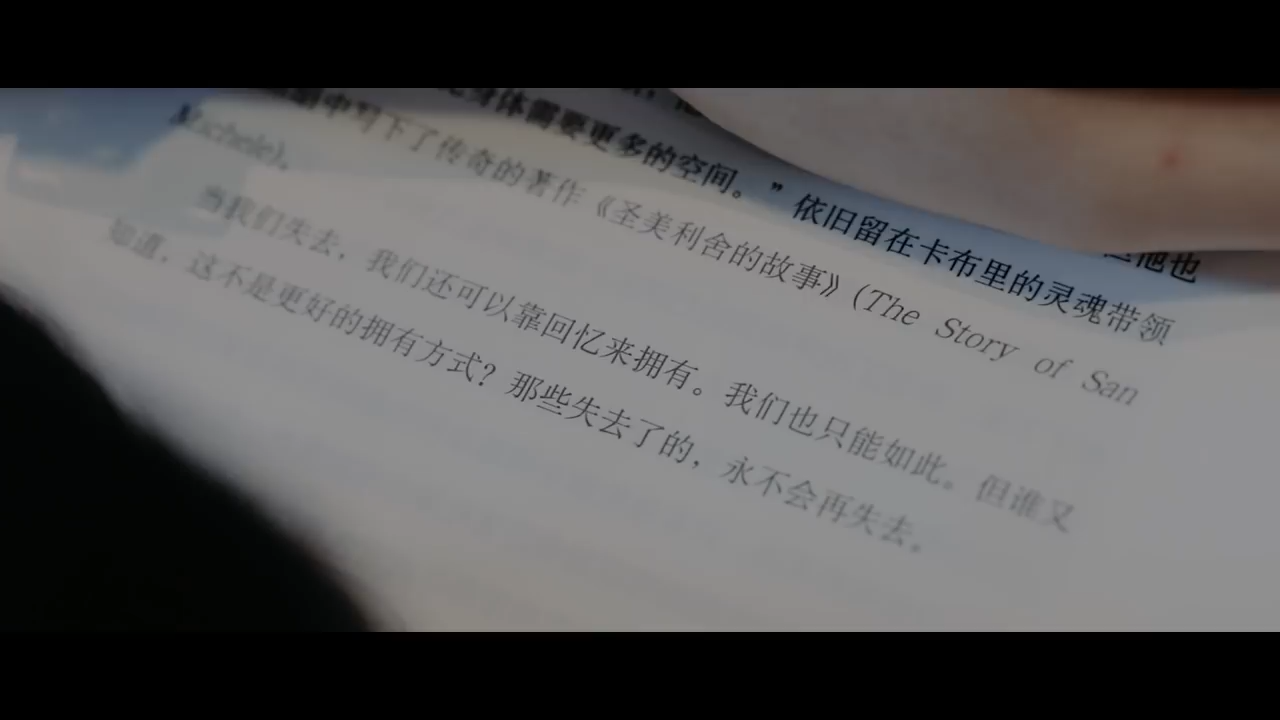 身体需要更多的空间。”依旧留在卡布里的灵魂带领
中写下了传奇的著作《圣美利舍的故事》(The Story of San
Michele)。
当我们失去，我们还可以靠回忆来拥有。我们也只能如此。但谁又
知道，这不是更好的拥有方式？那些失去了的，永不会再失去。